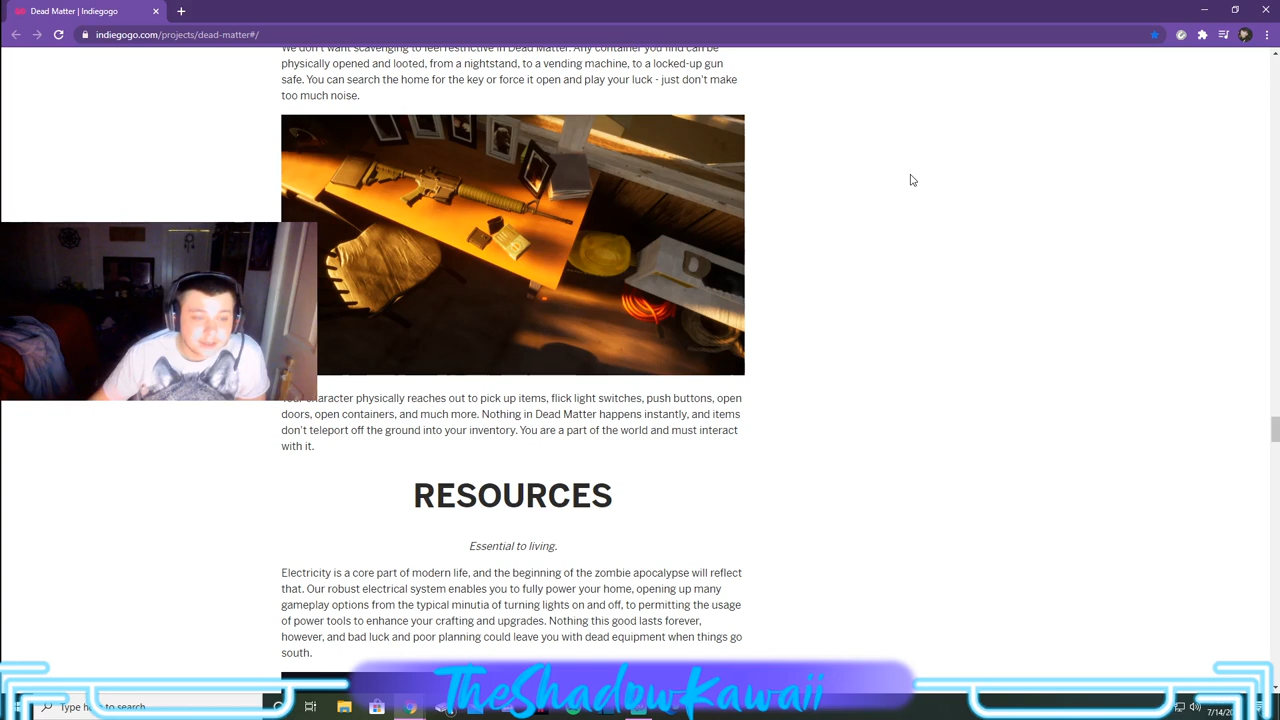 Dead Matter | Indiegogo
indiegogo.com/projects/dead-matter#/
We don't want scavenging to feel restrictive in Dead Matter. Any container you find can be
physically opened and looted, from a nightstand, to a vending machine, to a locked-up gun
safe. You can search the home for the key or force it open and play your luck - just don't make
too much noise.
Your character physically reaches out to pick up items, flick light switches, push buttons, open
doors, open containers, and much more. Nothing in Dead Matter happens instantly, and items
don't teleport off the ground into your inventory. You are a part of the world and must interact
with it.
RESOURCES
Essential to living.
Electricity is a core part of modern life, and the beginning of the zombie apocalypse will reflect
that. Our robust electrical system enables you to fully power your home, opening up many
gameplay options from the typical minutia of turning lights on and off, to permitting the usage
of power tools to enhance your crafting and upgrades. Nothing this good lasts forever,
however, and bad luck and poor planning could leave you with dead equipment when things go
south.
TheShadowKawaii
Type here to search
7/14/20